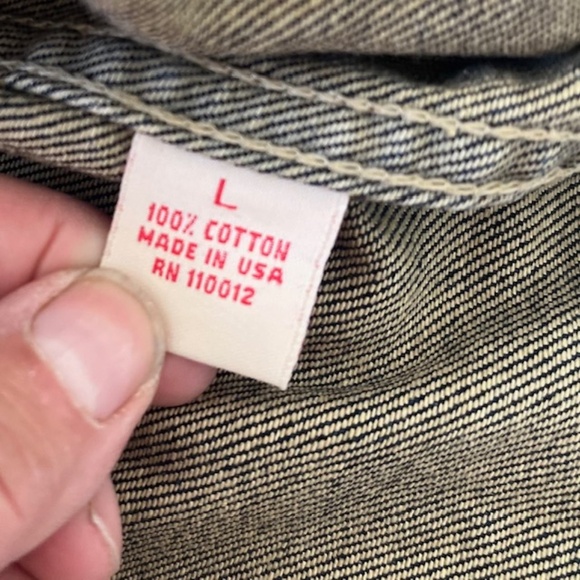 L
100% COTTON
MADE IN USA
RN 110012